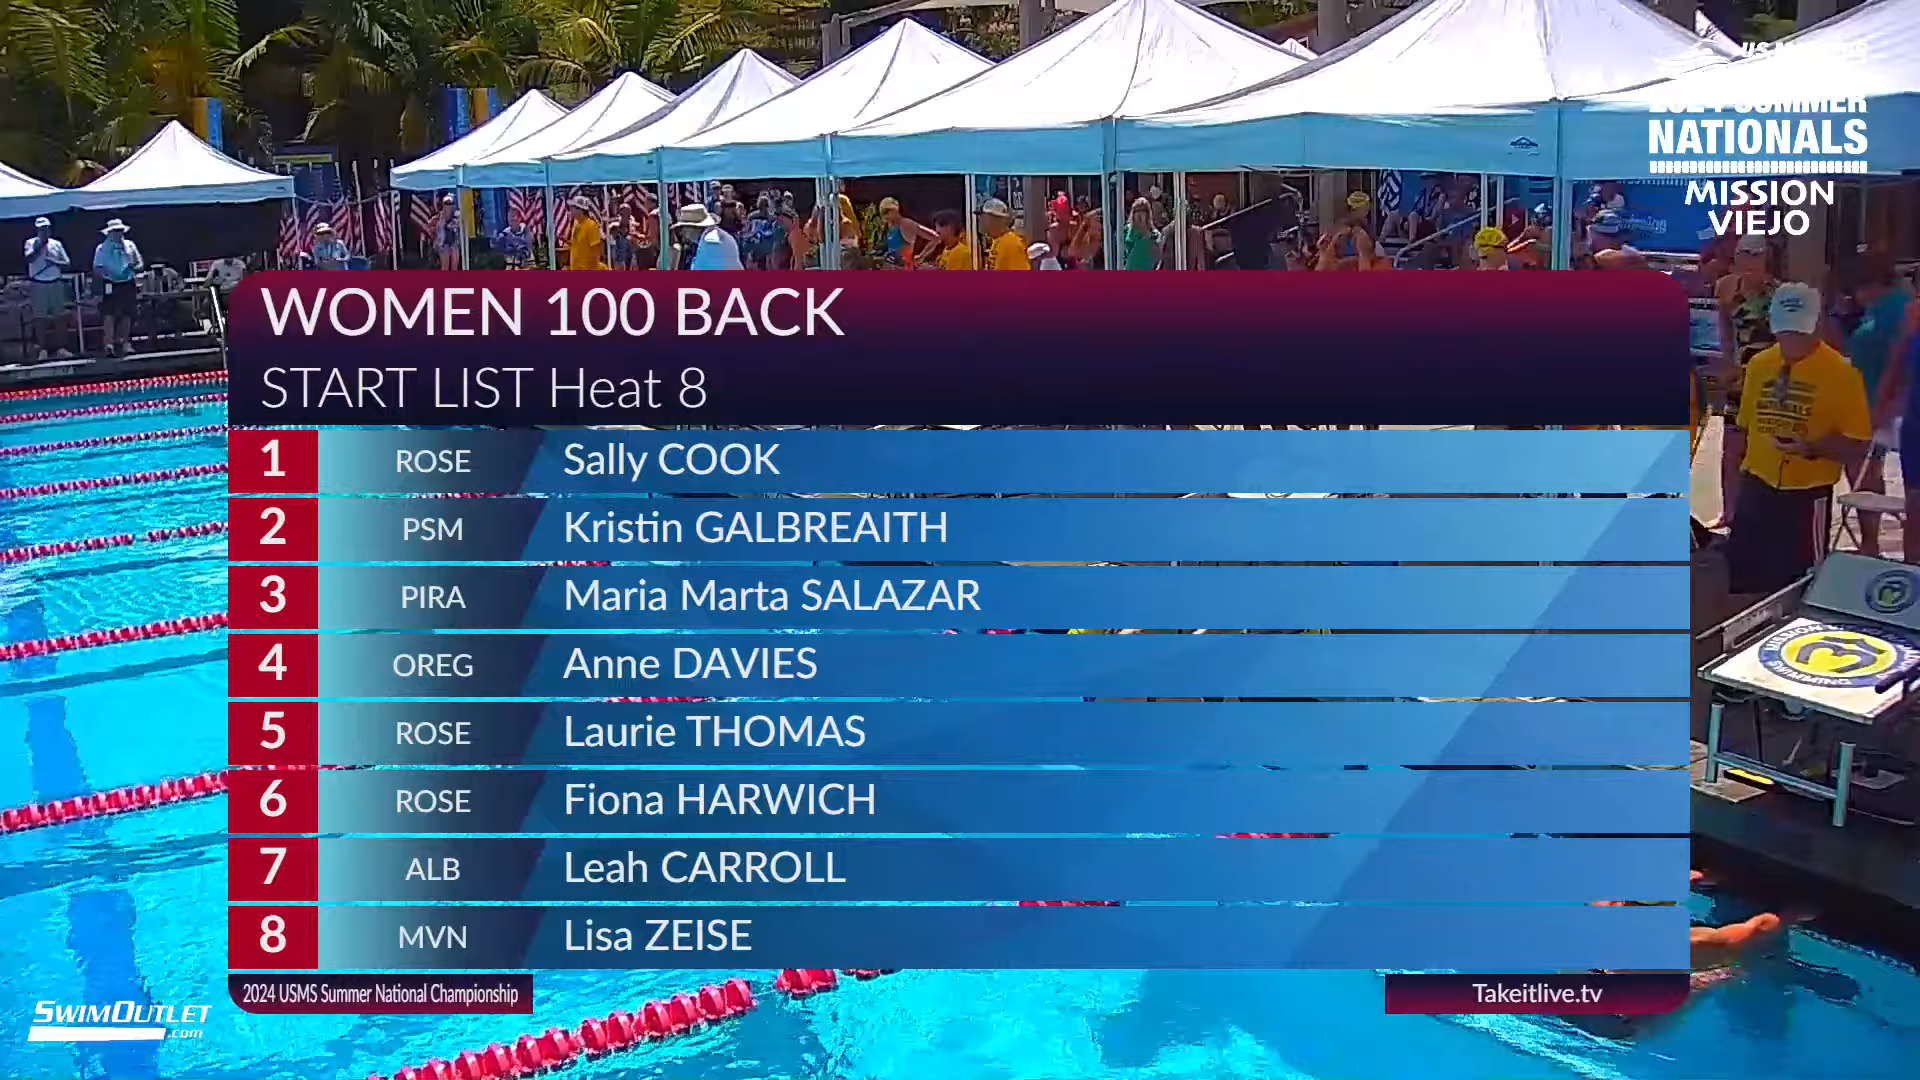 NATIONALS
MISSION
VIEJO
WOMEN 100 BACK
START LIST Heat 8
1 ROSE Sally COOK
2 PSM Kristin GALBREAITH
3 PIRA Maria Marta SALAZAR
4 OREG Anne DAVIES
5 ROSE Laurie THOMAS
6 ROSE Fiona HARWICH
7 ALB Leah CARROLL
8 MVN Lisa ZEISE
2024 USMS Summer National Championship
Takeitlive.tv
SWIMOUTLET
.com